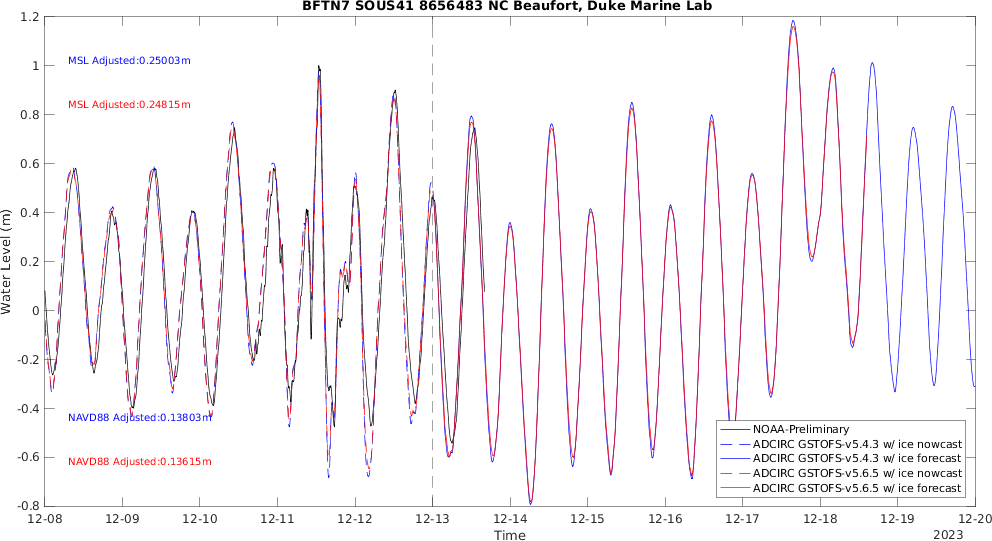 BFTN7 SOUS41 8656483 NC Beaufort, Duke Marine Lab
1.2
1
0.8
0.6
0.4
0.2
0
-0.2
-0.4
-0.6
-0.8
Water Level (m)
MSL Adjusted:0.25003m
MSL Adjusted:0.24815m
NAVD88 Adjusted:0.13803m
NAVD88 Adjusted:0.13615m
NOAA-Preliminary
ADCIRC GSTOFS-v5.4.3 w/ ice nowcast
ADCIRC GSTOFS-v5.4.3 w/ ice forecast
ADCIRC GSTOFS-v5.6.5 w/ ice nowcast
ADCIRC GSTOFS-v5.6.5 w/ ice forecast
12-08 12-09 12-10 12-11 12-12 12-13 12-14 12-15 12-16 12-17 12-18 12-19 12-20
Time
2023